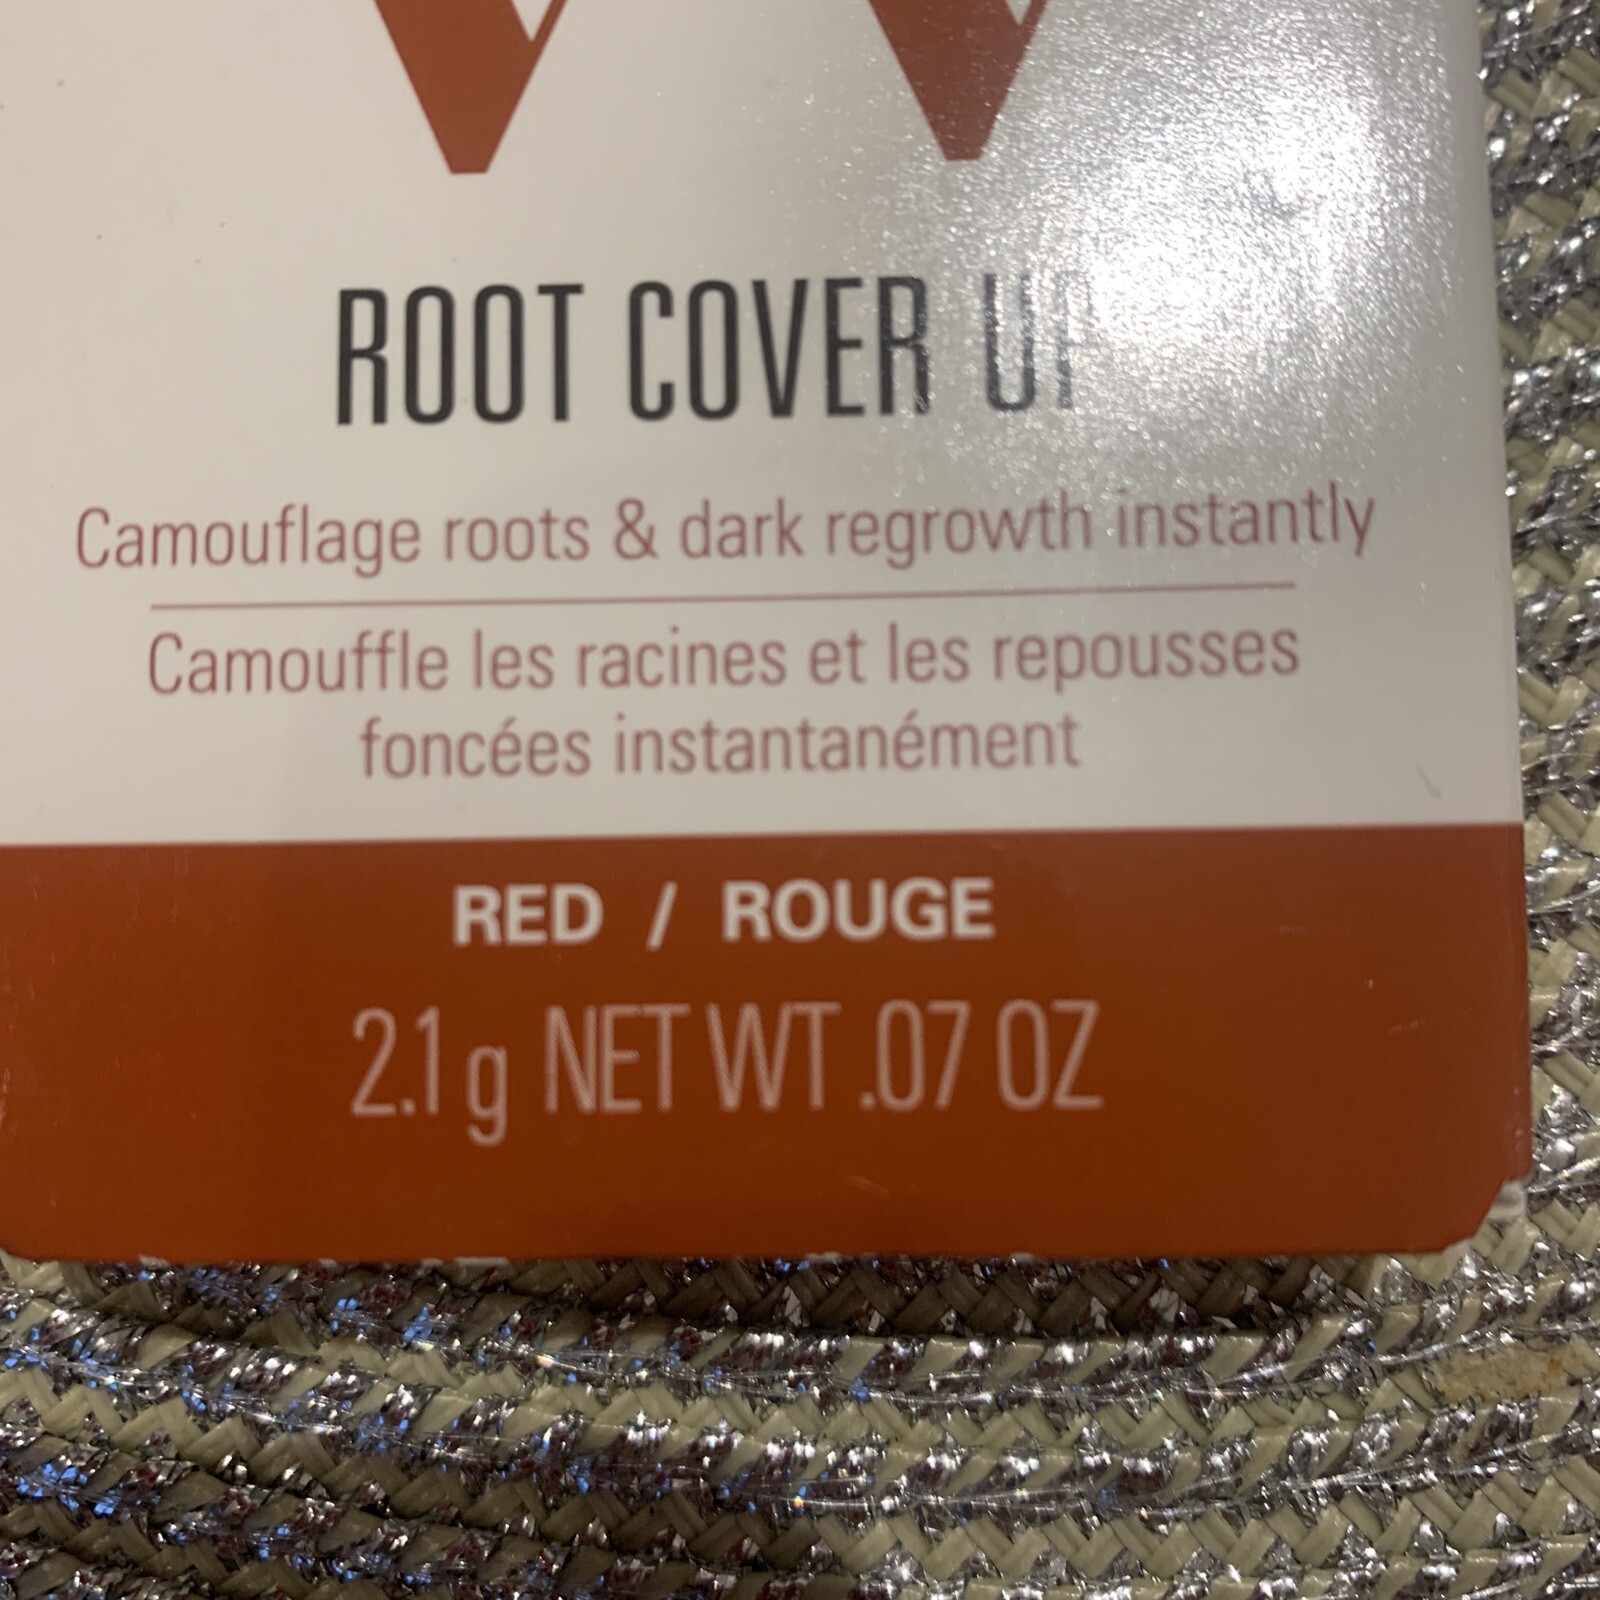 ROOT COVER UP
Camouflage roots & dark regrowth instantly
Camouffle les racines et les repousses
foncées instantanément
RED / ROUGE
2.1 g NET WT .07 OZ